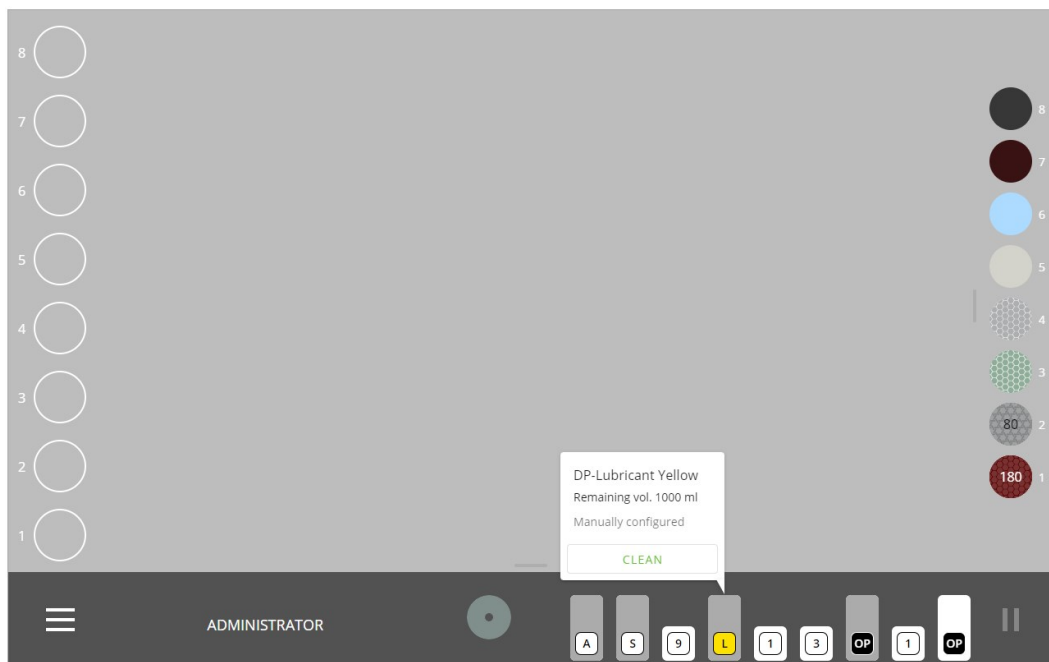 8
7
6
5
4
3
2
1
8
7
6
5
4
3
80 2
180 1
DP-Lubricant Yellow
Remaining vol. 1000 ml
Manually configured
CLEAN
ADMINISTRATOR
A S 9 L 1 3 OP 1 OP